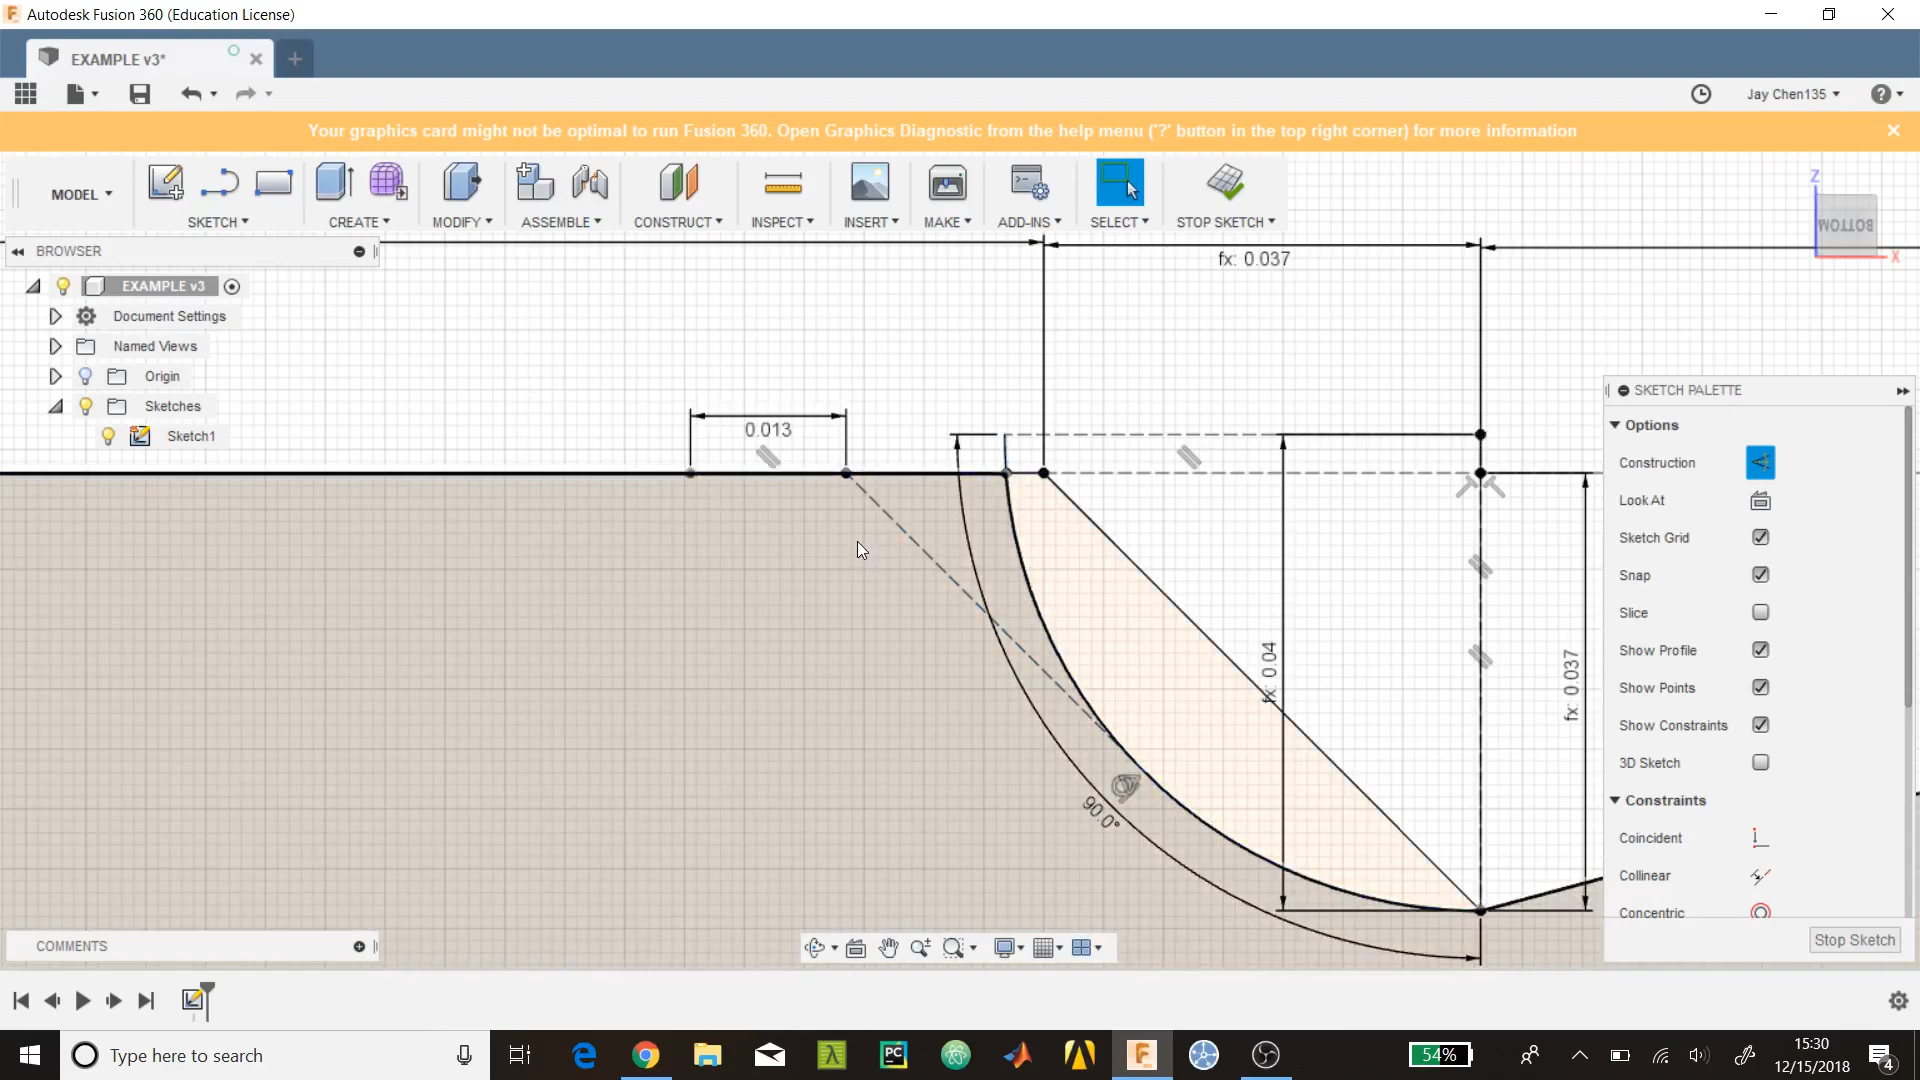 Autodesk Fusion 360 (Education License)
EXAMPLE v3*
Jay Chen135
Your graphics card might not be optimal to run Fusion 360. Open Graphics Diagnostic from the help menu ('?' button in the top right corner) for more information
MODEL
SKETCH
CREATE
MODIFY
ASSEMBLE
CONSTRUCT
INSPECT
INSERT
MAKE
ADD-INS
SELECT
STOP SKETCH
Z
BOTTOM
X
BROWSER
EXAMPLE v3
Document Settings
Named Views
Origin
Sketches
Sketch1
fx: 0.037
0.013
fx: 0.04
fx: 0.037
90.0°
SKETCH PALETTE
Options
Construction
Look At
Sketch Grid
Snap
Slice
Show Profile
Show Points
Show Constraints
3D Sketch
Constraints
Coincident
Collinear
Concentric
Stop Sketch
COMMENTS
Type here to search
PC
54%
15:30
12/15/2018
4